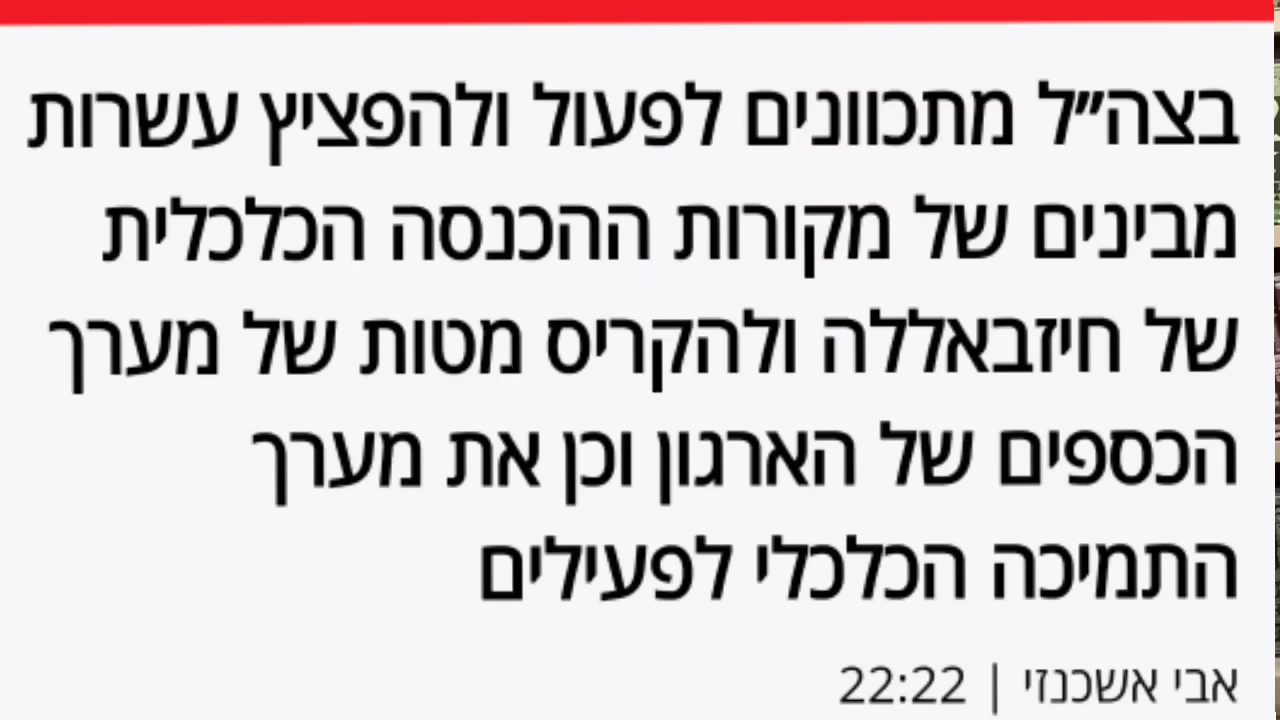 בצה״ל מתכוונים לפעול ולהפציץ עשרות
מבינים של מקורות ההכנסה הכלכלית
של חיזבאללה ולהקריס מטות של מערך
הכספים של הארגון וכן את מערך
התמיכה הכלכלי לפעילים
אבי אשכנזי | 22:22